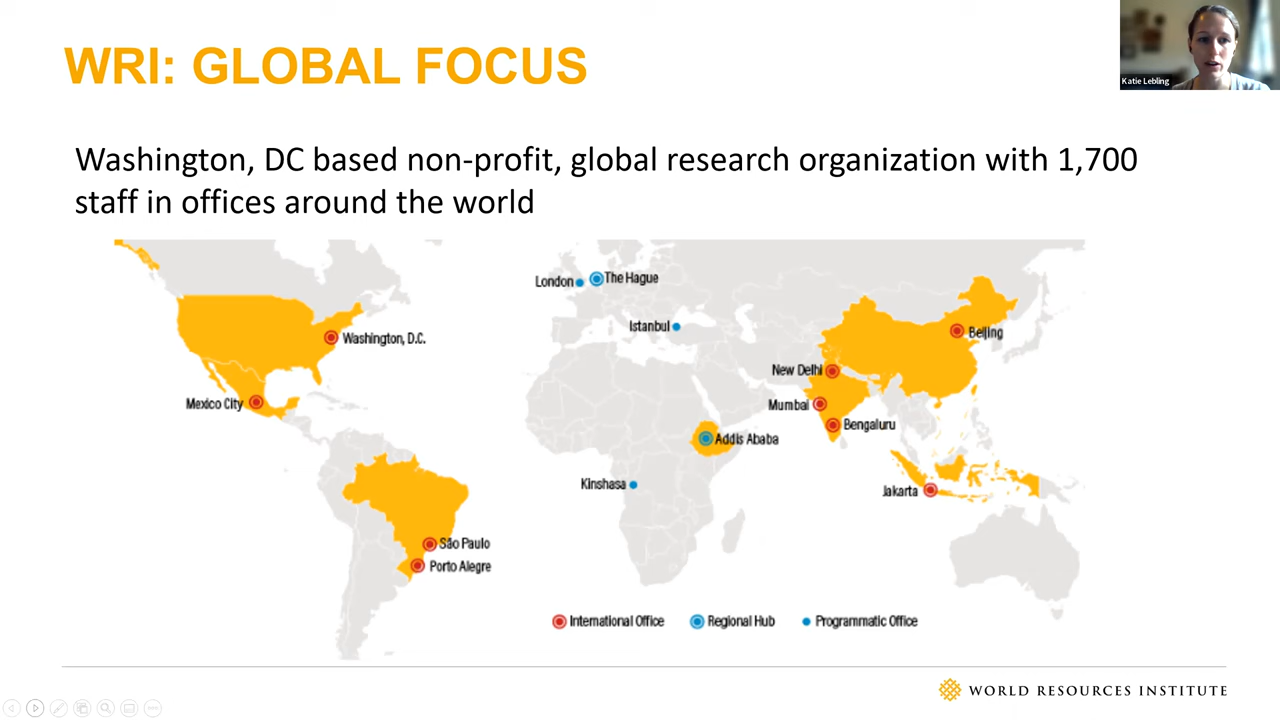 WRI: GLOBAL FOCUS
Katie Lebling
Washington, DC based non-profit, global research organization with 1,700
staff in offices around the world
London
The Hague
Istanbul
Washington, D.C.
Beijing
New Delhi
Mexico City
Mumbai
Bengaluru
Addis Ababa
Kinshasa
Jakarta
São Paulo
Porto Alegre
International Office
Regional Hub
Programmatic Office
WORLD RESOURCES INSTITUTE